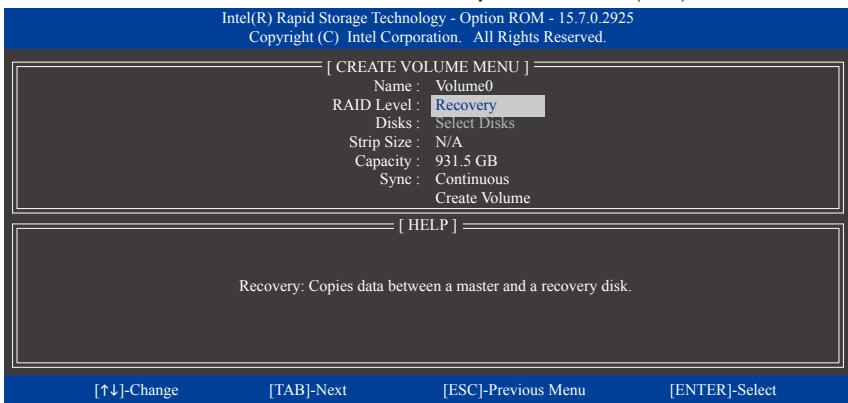 Intel(R) Rapid Storage Technology - Option ROM - 15.7.0.2925
Copyright (C) Intel Corporation. All Rights Reserved.
[ CREATE VOLUME MENU ]
Name : Volume0
RAID Level : Recovery
Disks : Select Disks
Strip Size : N/A
Capacity : 931.5 GB
Sync : Continuous
Create Volume
[ HELP ]
Recovery: Copies data between a master and a recovery disk.
[↑↓]-Change [TAB]-Next [ESC]-Previous Menu [ENTER]-Select